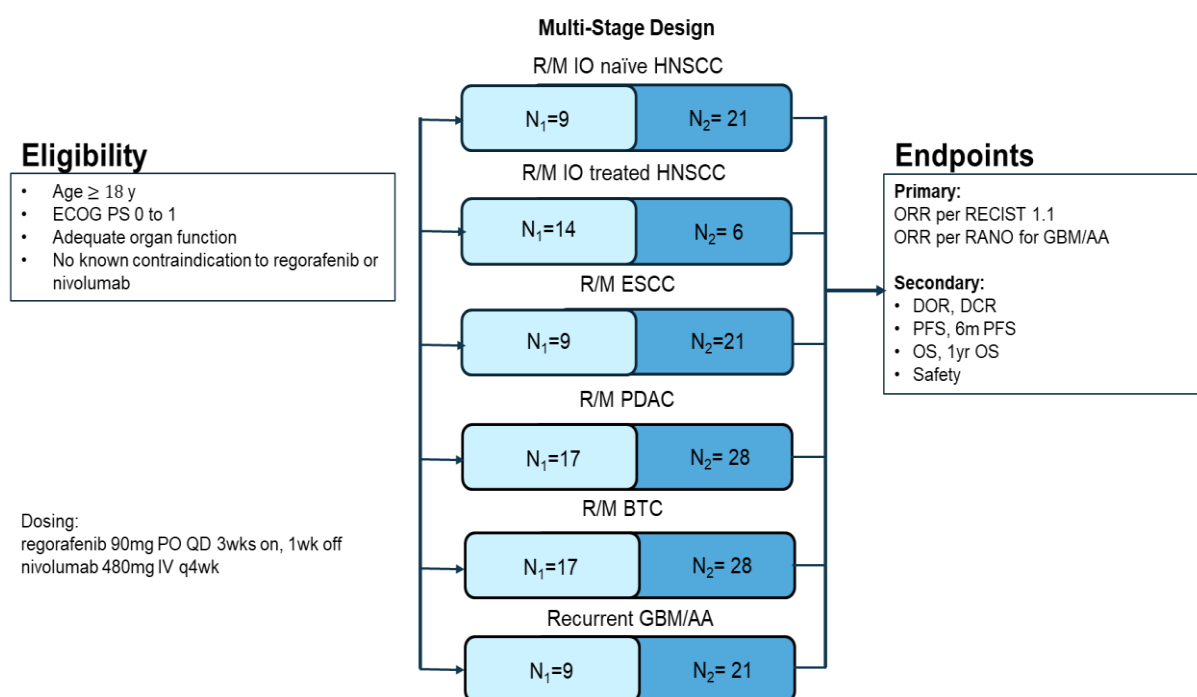 Multi-Stage Design
Eligibility
• Age ≥ 18 y
• ECOG PS 0 to 1
• Adequate organ function
• No known contraindication to regorafenib or
nivolumab
Dosing:
regorafenib 90mg PO QD 3wks on, 1wk off
nivolumab 480mg IV q4wk
R/M IO naïve HNSCC
N₁=9 N₂= 21
R/M IO treated HNSCC
N₁=14 N₂= 6
R/M ESCC
N₁=9 N₂=21
R/M PDAC
N₁=17 N₂= 28
R/M BTC
N₁=17 N₂= 28
Recurrent GBM/AA
N₁=9 N₂= 21
Endpoints
Primary:
ORR per RECIST 1.1
ORR per RANO for GBM/AA
Secondary:
• DOR, DCR
• PFS, 6m PFS
• OS, 1yr OS
• Safety